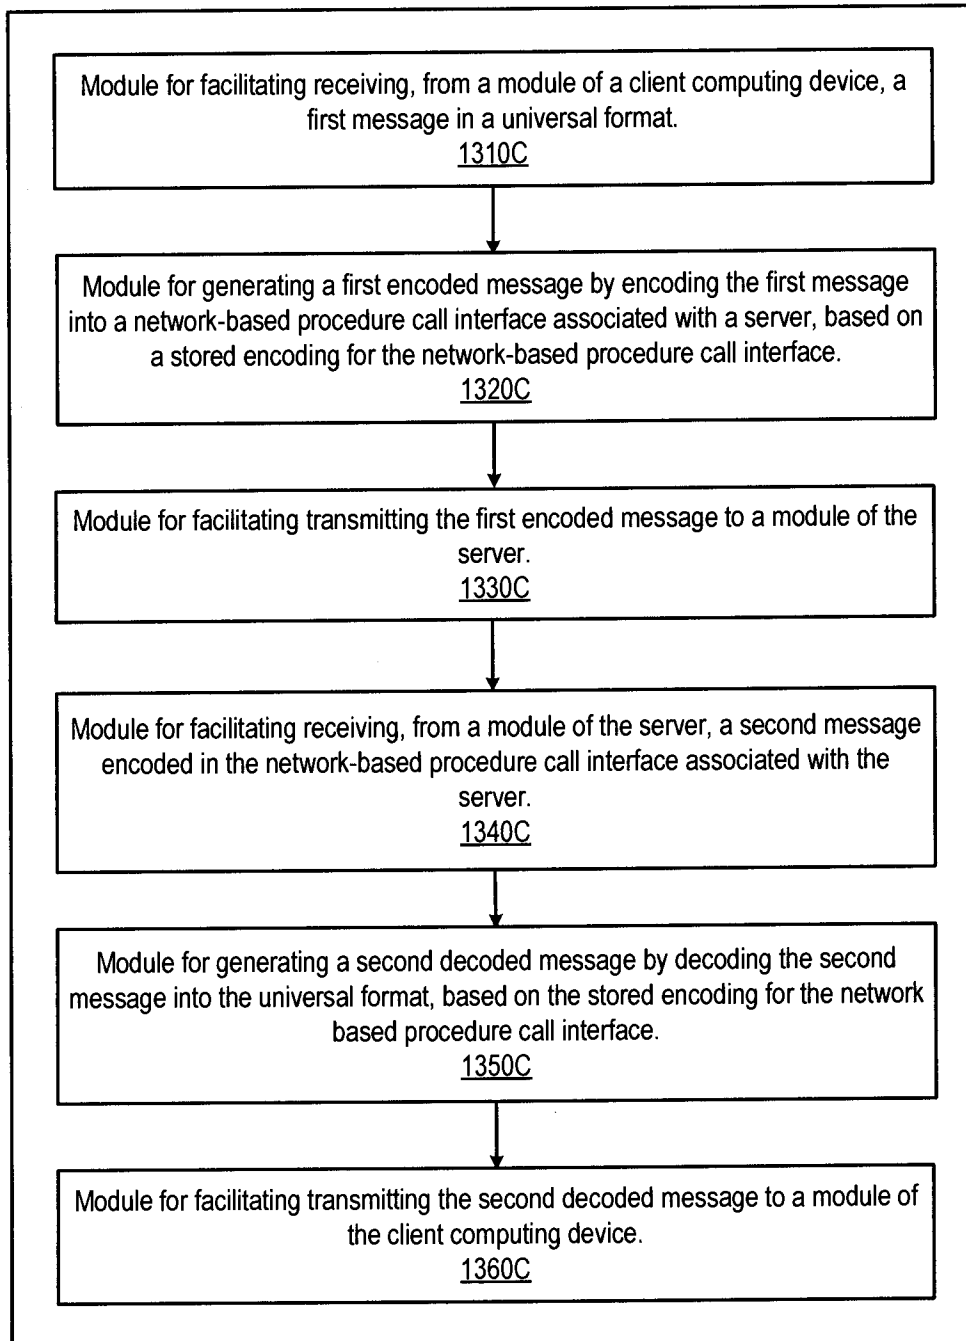 Module for facilitating receiving, from a module of a client computing device, a
first message in a universal format.
1310C
Module for generating a first encoded message by encoding the first message
into a network-based procedure call interface associated with a server, based on
a stored encoding for the network-based procedure call interface.
1320C
Module for facilitating transmitting the first encoded message to a module of the
server.
1330C
Module for facilitating receiving, from a module of the server, a second message
encoded in the network-based procedure call interface associated with the
server.
1340C
Module for generating a second decoded message by decoding the second
message into the universal format, based on the stored encoding for the network
based procedure call interface.
1350C
Module for facilitating transmitting the second decoded message to a module of
the client computing device.
1360C